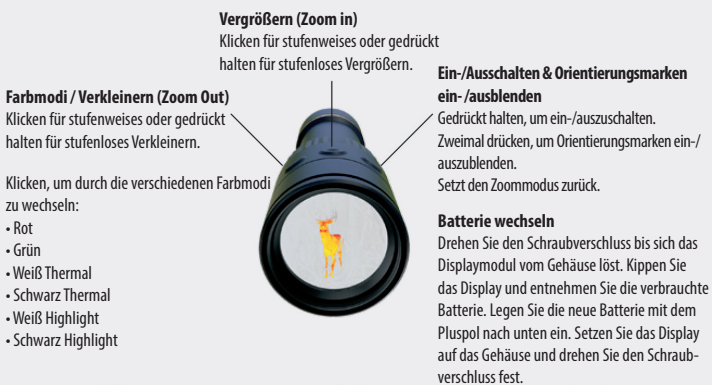 Vergrößern (Zoom in)
Klicken für stufenweises oder gedrückt
halten für stufenloses Vergrößern.
Farbmodi / Verkleinern (Zoom Out)
Klicken für stufenweises oder gedrückt
halten für stufenloses Verkleinern.
Klicken, um durch die verschiedenen Farbmodi
zu wechseln:
• Rot
• Grün
• Weiß Thermal
• Schwarz Thermal
• Weiß Highlight
• Schwarz Highlight
Ein-/Ausschalten & Orientierungsmarken
ein-/ausblenden
Gedrückt halten, um ein-/auszuschalten.
Zweimal drücken, um Orientierungsmarken ein-/
auszublenden.
Setzt den Zoommodus zurück.
Batterie wechseln
Drehen Sie den Schraubverschluss bis sich das
Displaymodul vom Gehäuse löst. Kippen Sie
das Display und entnehmen Sie die verbrauchte
Batterie. Legen Sie die neue Batterie mit dem
Pluspol nach unten ein. Setzen Sie das Display
auf das Gehäuse und drehen Sie den Schraub-
verschluss fest.